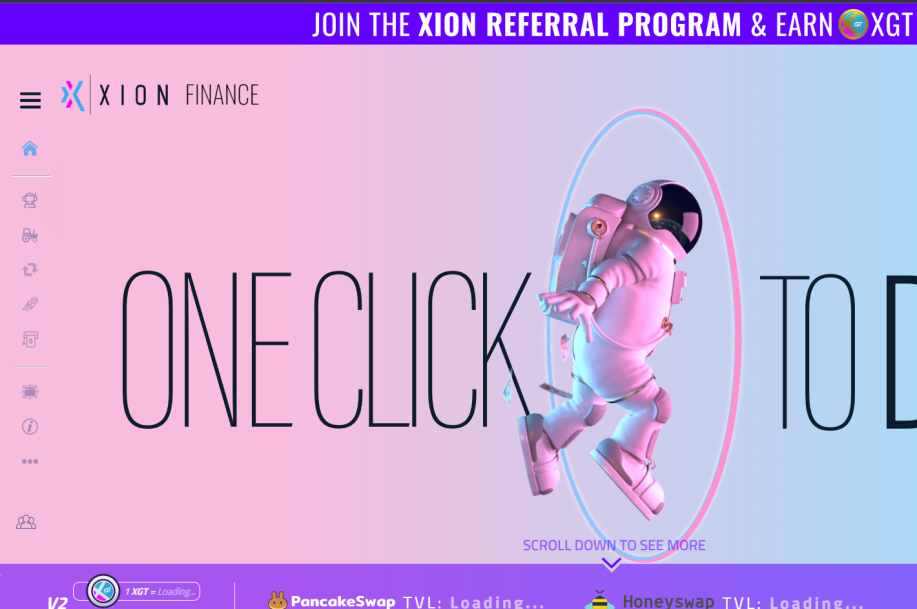 JOIN THE XION REFERRAL PROGRAM & EARN XGT
XION FINANCE
ONE CLICK TO D
SCROLL DOWN TO SEE MORE
V2 1 XGT = Loading... PancakeSwap TVL: Loading... Honeyswap TVL: Loading...